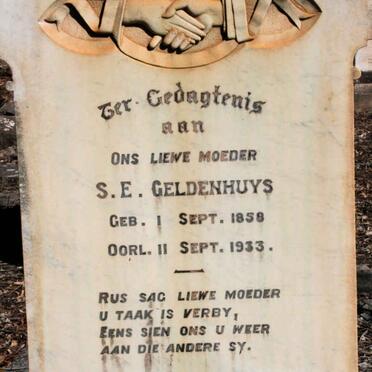 Ter Gedagtenis
aan
ONS LIEWE MOEDER
S. E. GELDENHUYS
GEB. 1 SEPT. 1858
OORL. 11 SEPT. 1933.
RUS SAG LIEWE MOEDER
U TAAK IS VERBY,
EENS SIEN ONS U WEER
AAN DIE ANDERE SY.